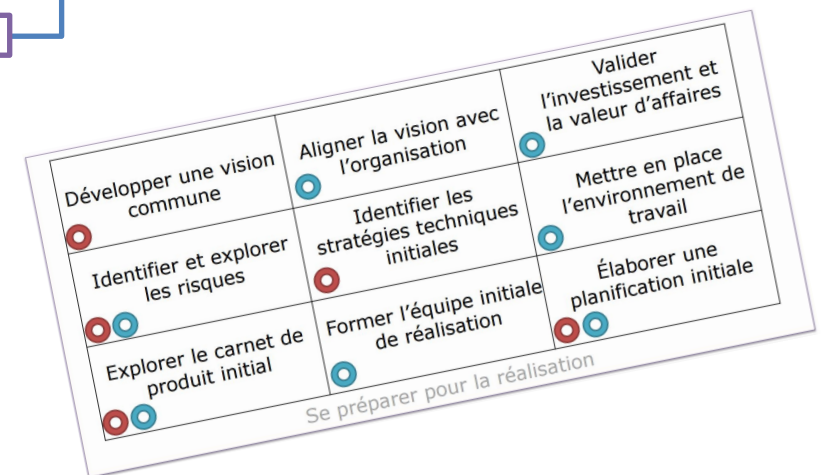 Développer une vision
commune
Aligner la vision avec
l’organisation
Valider
l’investissement et
la valeur d’affaires
Identifier et explorer
les risques
Identifier les
stratégies techniques
initiales
Mettre en place
l’environnement de
travail
Explorer le carnet de
produit initial
Former l’équipe initiale
de réalisation
Élaborer une
planification initiale
Se préparer pour la réalisation